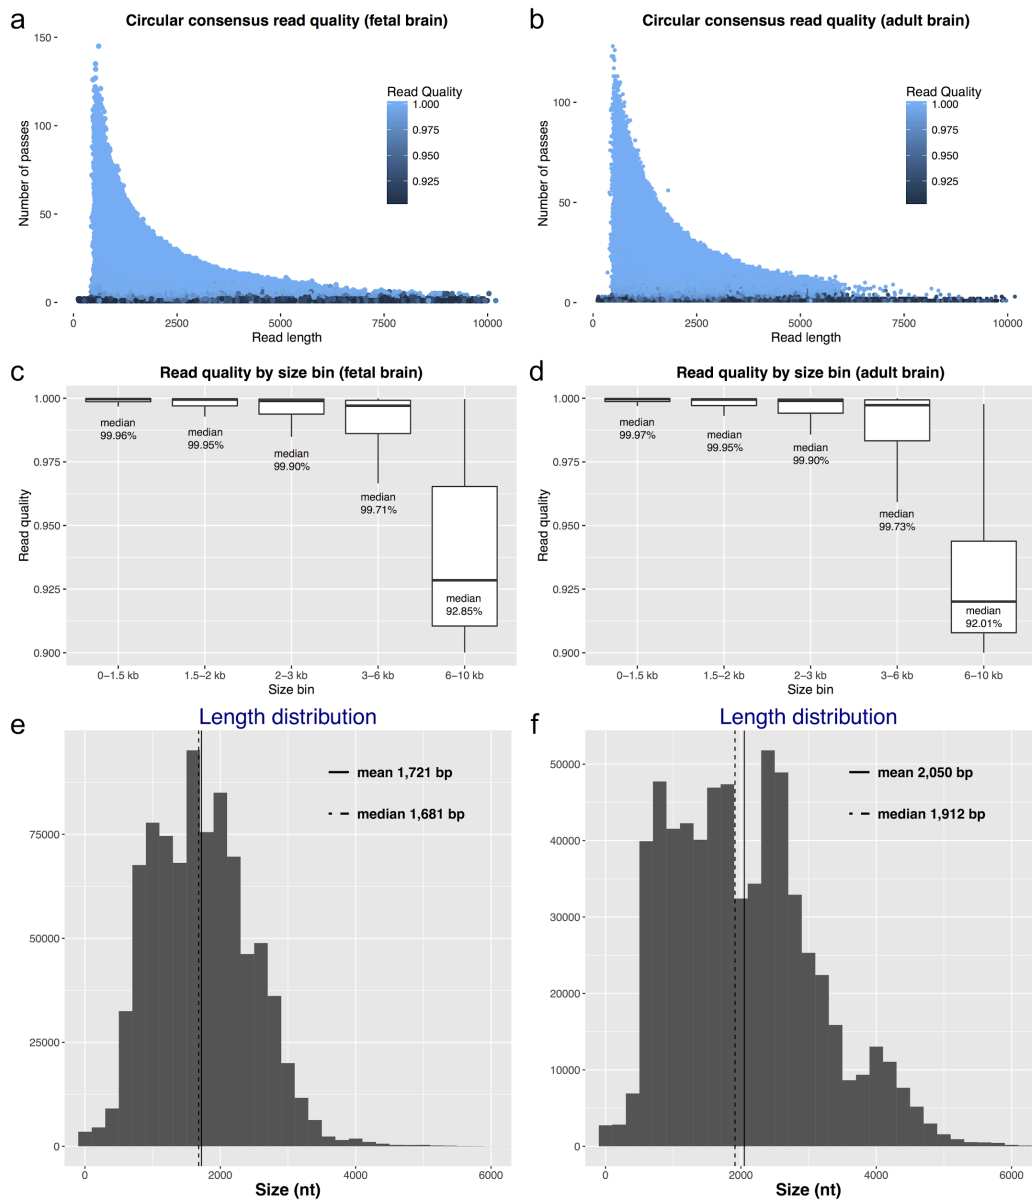 a
Circular consensus read quality (fetal brain)
150
100
50
0
Number of passes
Read Quality
1.000
0.975
0.950
0.925
0
2500
5000
7500
10000
Read length
b
Circular consensus read quality (adult brain)
100
50
0
Number of passes
Read Quality
1.000
0.975
0.950
0.925
0
2500
5000
7500
10000
Read length
c
Read quality by size bin (fetal brain)
1.000
0.975
0.950
0.925
0.900
Read quality
median
99.96%
median
99.95%
median
99.90%
median
99.71%
median
92.85%
0−1.5 kb
1.5−2 kb
2−3 kb
3−6 kb
6−10 kb
Size bin
d
Read quality by size bin (adult brain)
1.000
0.975
0.950
0.925
0.900
Read quality
median
99.97%
median
99.95%
median
99.90%
median
99.73%
median
92.01%
0−1.5 kb
1.5−2 kb
2−3 kb
3−6 kb
6−10 kb
Size bin
e
Length distribution
mean 1,721 bp
median 1,681 bp
75000
50000
25000
0
0
2000
4000
6000
Size (nt)
f
Length distribution
mean 2,050 bp
median 1,912 bp
50000
40000
30000
20000
10000
0
0
2000
4000
6000
Size (nt)